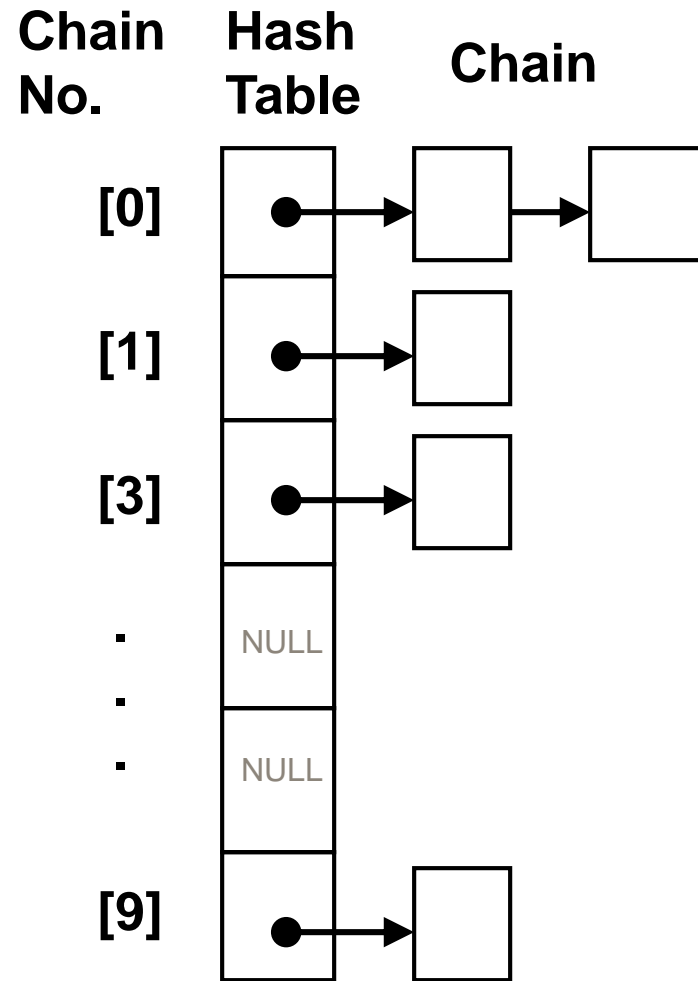 Chain No.
Hash Table
Chain
[0]
[1]
[3]
.
NULL
.
.
NULL
[9]